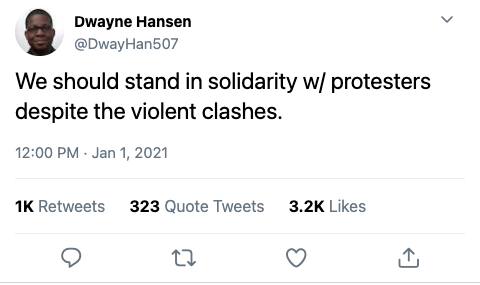 Dwayne Hansen
@DwayHan507
We should stand in solidarity w/ protesters
despite the violent clashes.
12:00 PM · Jan 1, 2021
1K Retweets 323 Quote Tweets 3.2K Likes